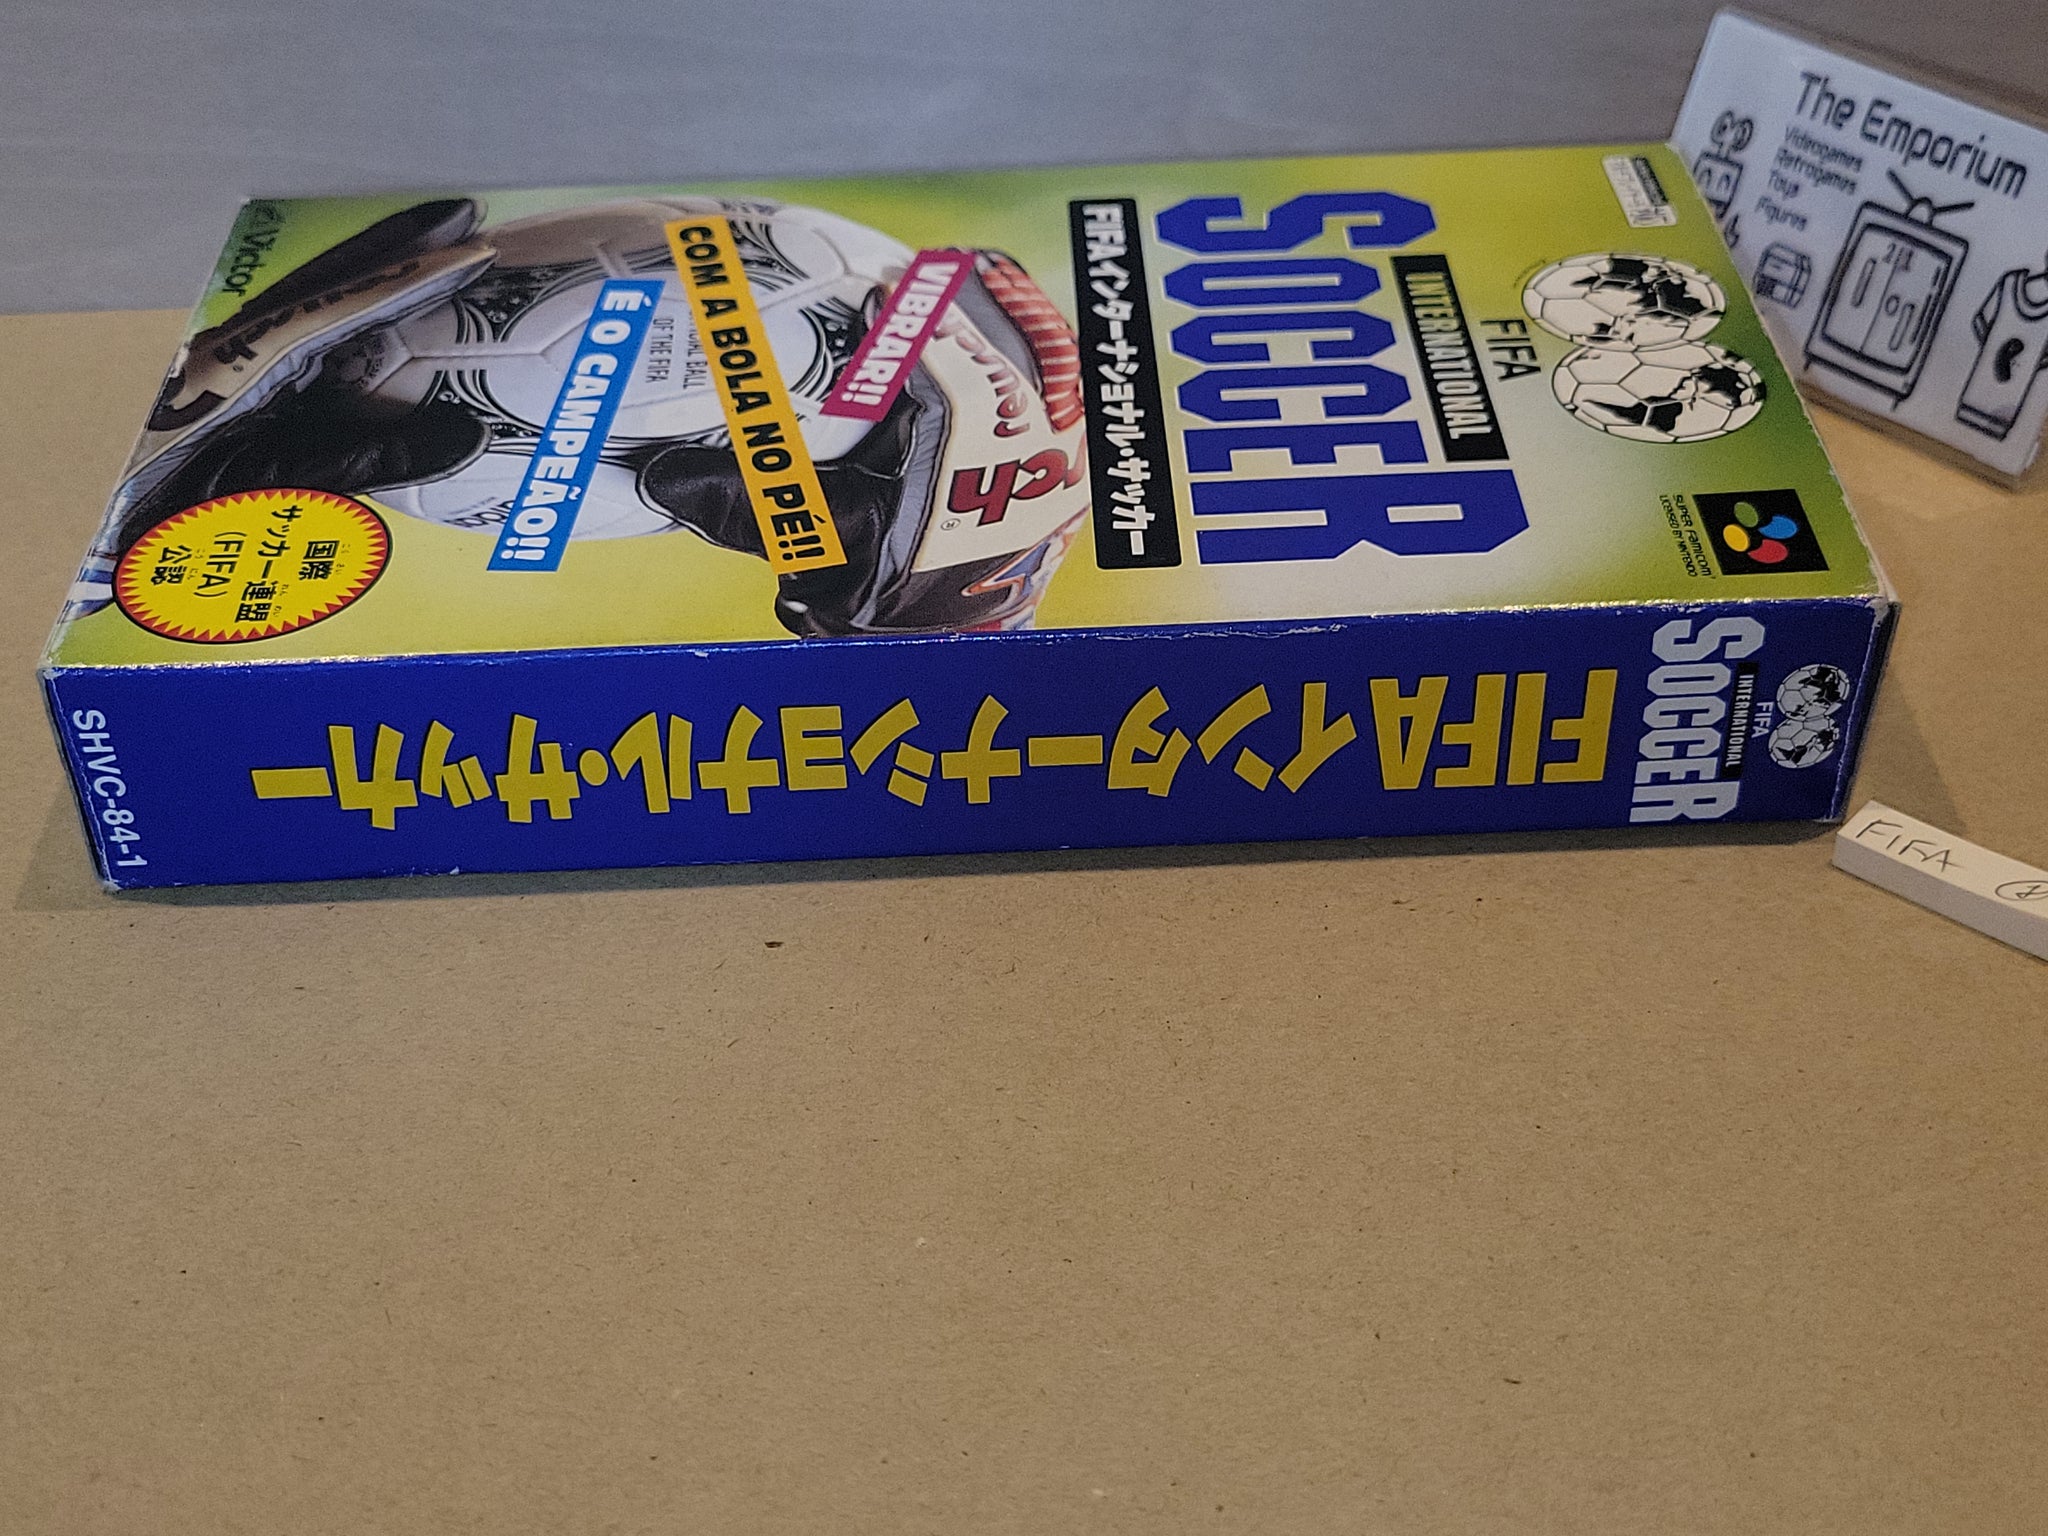 FIFA
INTERNATIONAL
SOCCER
FIFAインターナショナル・サッカー
SUPER FAMICOM
LICENSED BY NINTENDO
VIBRAR!!
COM A BOLA NO PÉ!!
É O CAMPEÃO!!
BALL
OF THE FIFA
国際
サッカー連盟
(FIFA)
公認
Victor
FIFA
INTERNATIONAL
SOCCER
FIFAインターナショナル・サッカー
SHVC-84-1
The Emporium
Videogames
Retrogames
Toys
Figures
FIFA